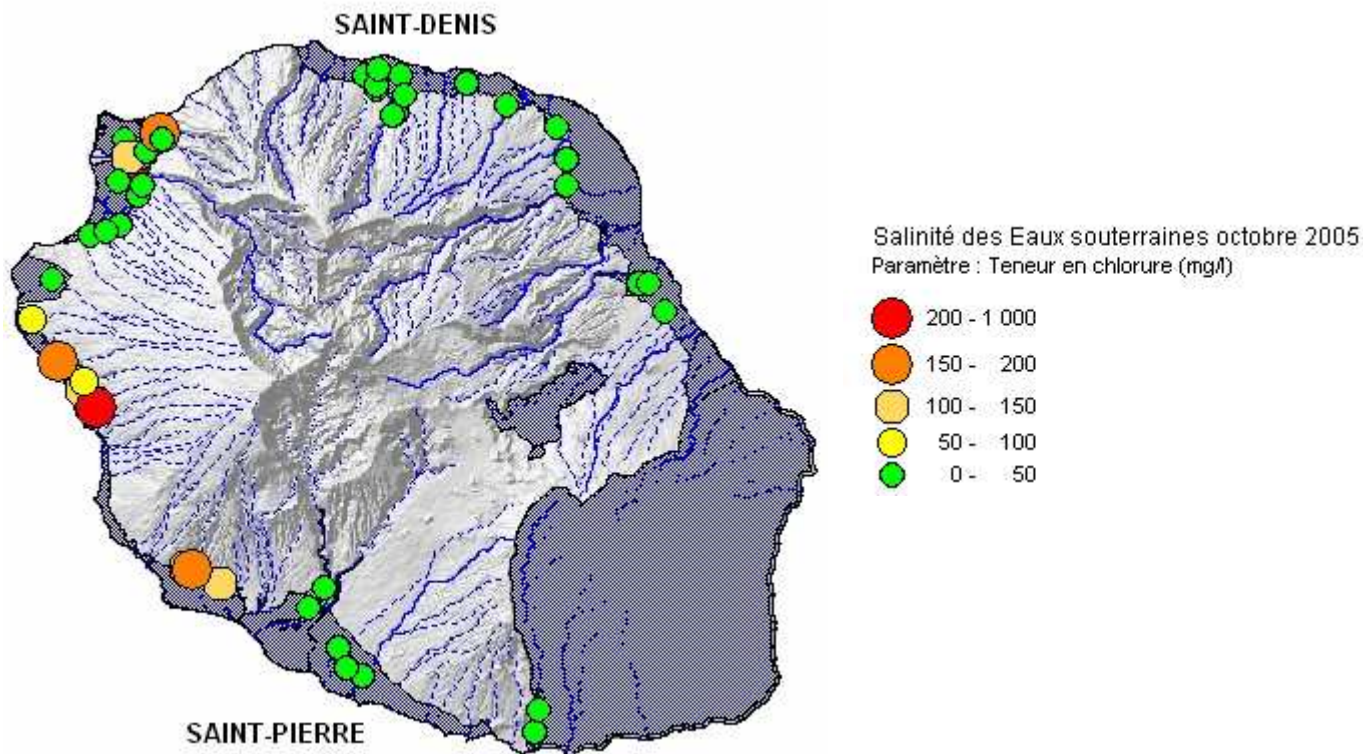 SAINT-DENIS
Salinité des Eaux souterraines octobre 2005
Paramètre : Teneur en chlorure (mg/l)
200 - 1 000
150 - 200
100 - 150
50 - 100
0 - 50
SAINT-PIERRE